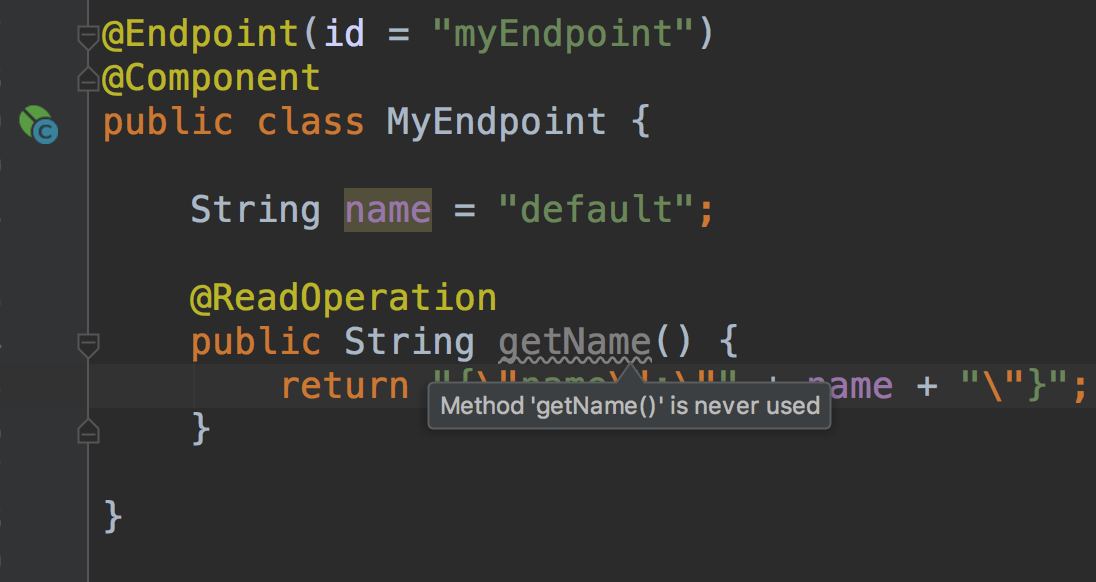 @Endpoint(id = "myEndpoint")
@Component
public class MyEndpoint {
String name = "default";
@ReadOperation
public String getName() {
return "{\"name\":\"" + name + "\"}";
Method 'getName()' is never used
}
}